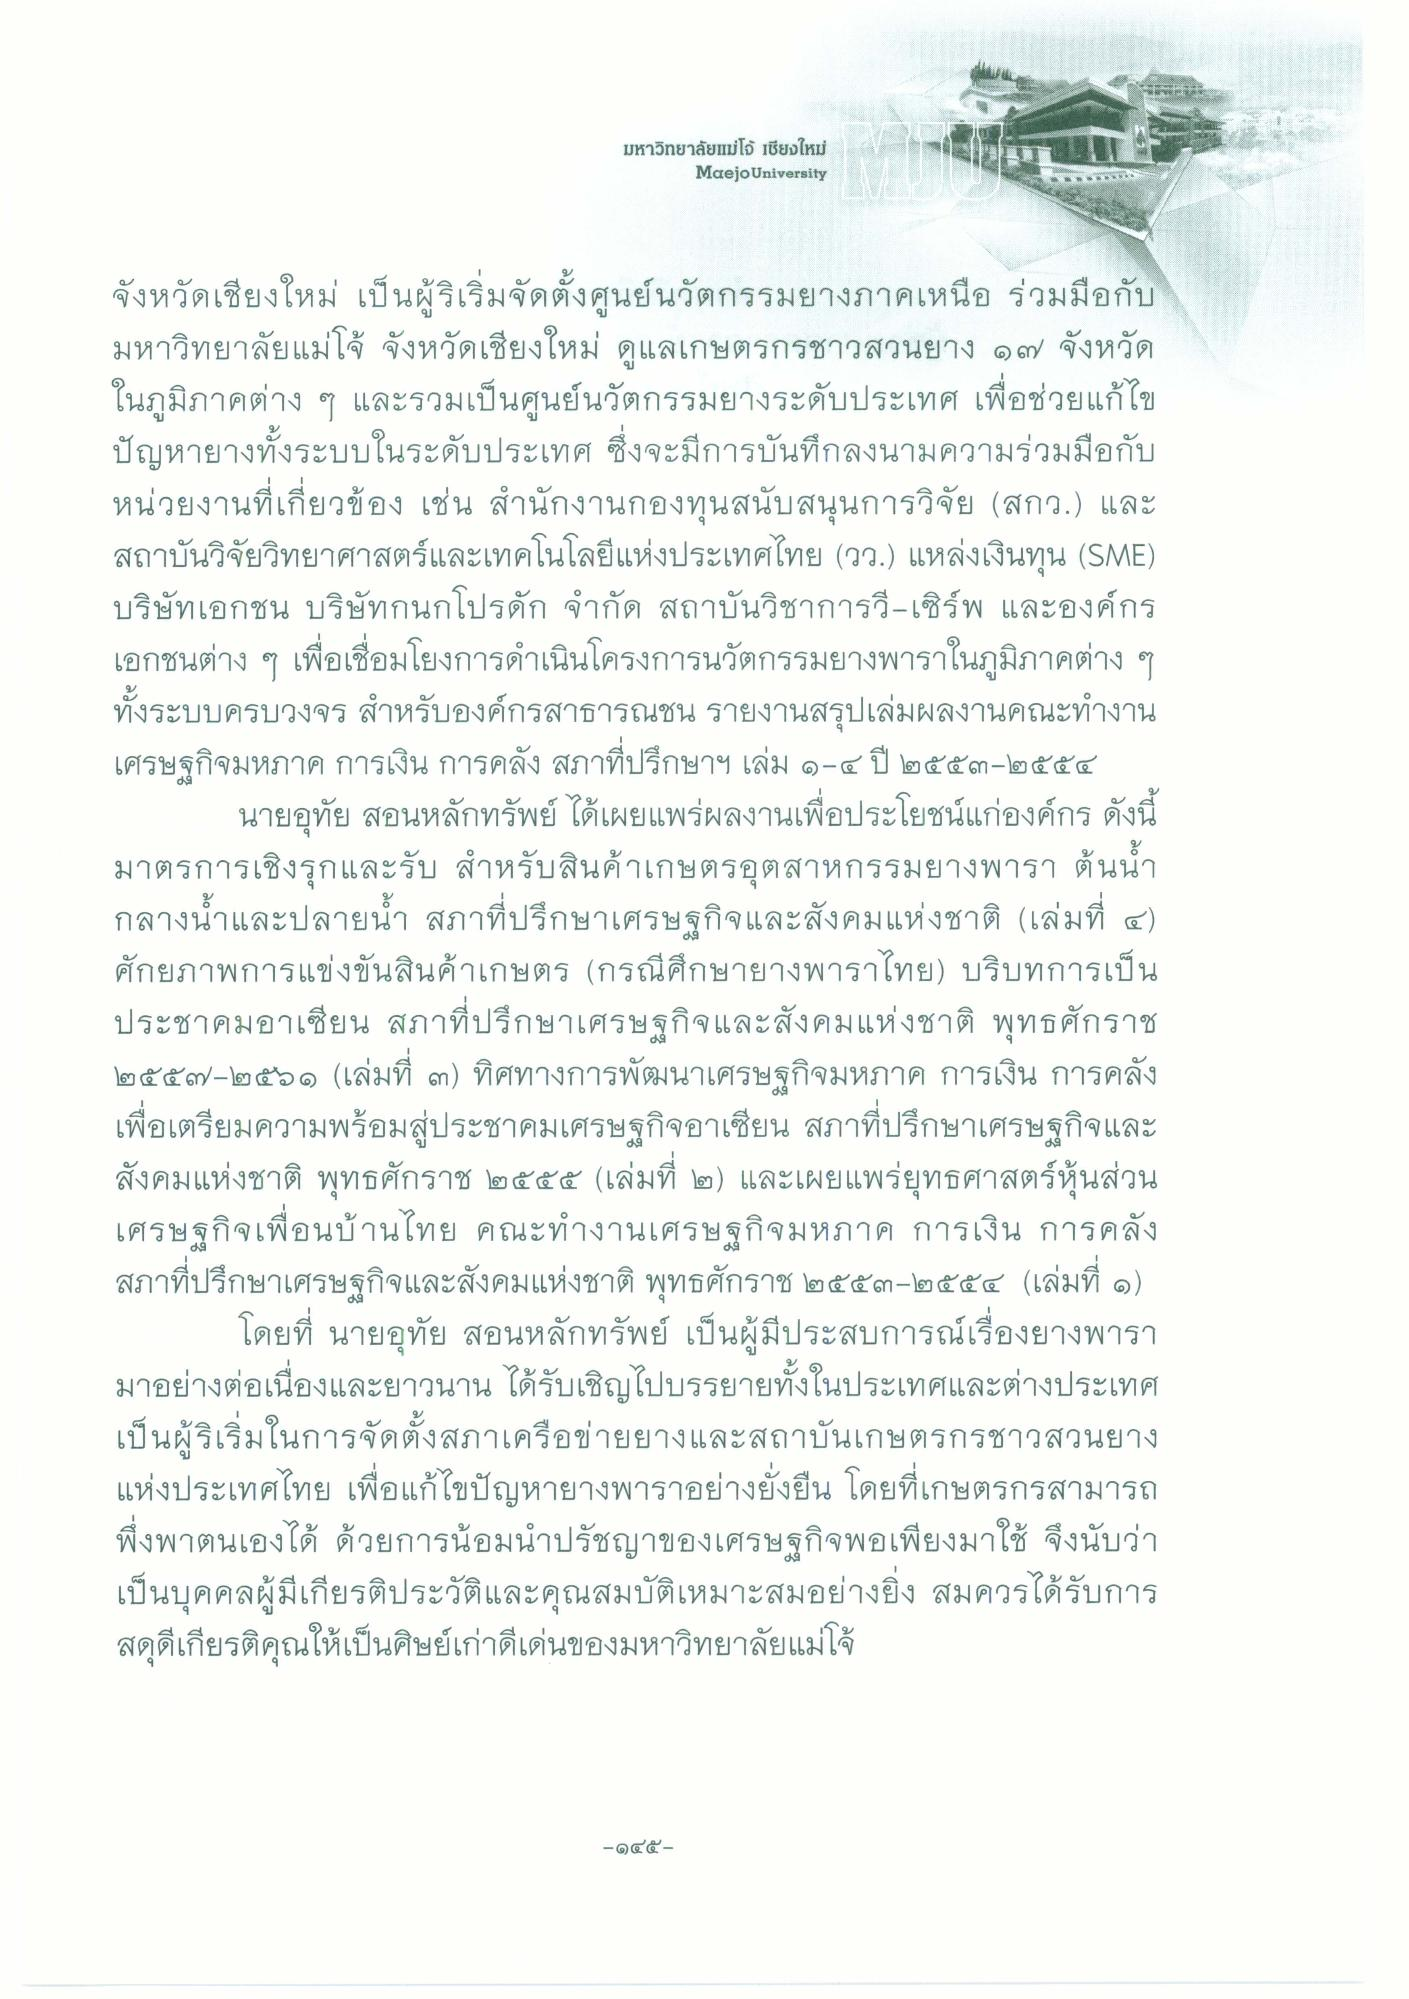 มหาวิทยาลัยแม่โจ้ เชียงใหม่
Maejo University
MJU
จังหวัดเชียงใหม่ เป็นผู้ริเริ่มจัดตั้งศูนย์นวัตกรรมยางภาคเหนือ ร่วมมือกับ
มหาวิทยาลัยแม่โจ้ จังหวัดเชียงใหม่ ดูแลเกษตรกรชาวสวนยาง ๑๗ จังหวัด
ในภูมิภาคต่าง ๆ และรวมเป็นศูนย์นวัตกรรมยางระดับประเทศ เพื่อช่วยแก้ไข
ปัญหายางทั้งระบบในระดับประเทศ ซึ่งจะมีการบันทึกลงนามความร่วมมือกับ
หน่วยงานที่เกี่ยวข้อง เช่น สำนักงานกองทุนสนับสนุนการวิจัย (สกว.) และ
สถาบันวิจัยวิทยาศาสตร์และเทคโนโลยีแห่งประเทศไทย (วว.) แหล่งเงินทุน (SME)
บริษัทเอกชน บริษัทกนกโปรดัก จำกัด สถาบันวิชาการวี-เซิร์พ และองค์กร
เอกชนต่าง ๆ เพื่อเชื่อมโยงการดำเนินโครงการนวัตกรรมยางพาราในภูมิภาคต่าง ๆ
ทั้งระบบครบวงจร สำหรับองค์กรสาธารณชน รายงานสรุปเล่มผลงานคณะทำงาน
เศรษฐกิจมหภาค การเงิน การคลัง สภาที่ปรึกษาฯ เล่ม ๑-๔ ปี ๒๕๕๓-๒๕๕๔
นายอุทัย สอนหลักทรัพย์ ได้เผยแพร่ผลงานเพื่อประโยชน์แก่องค์กร ดังนี้
มาตรการเชิงรุกและรับ สำหรับสินค้าเกษตรอุตสาหกรรมยางพารา ต้นน้ำ
กลางน้ำและปลายน้ำ สภาที่ปรึกษาเศรษฐกิจและสังคมแห่งชาติ (เล่มที่ ๔)
ศักยภาพการแข่งขันสินค้าเกษตร (กรณีศึกษายางพาราไทย) บริบทการเป็น
ประชาคมอาเซียน สภาที่ปรึกษาเศรษฐกิจและสังคมแห่งชาติ พุทธศักราช
๒๕๕๗-๒๕๖๑ (เล่มที่ ๓) ทิศทางการพัฒนาเศรษฐกิจมหภาค การเงิน การคลัง
เพื่อเตรียมความพร้อมสู่ประชาคมเศรษฐกิจอาเซียน สภาที่ปรึกษาเศรษฐกิจและ
สังคมแห่งชาติ พุทธศักราช ๒๕๕๕ (เล่มที่ ๒) และเผยแพร่ยุทธศาสตร์หุ้นส่วน
เศรษฐกิจเพื่อนบ้านไทย คณะทำงานเศรษฐกิจมหภาค การเงิน การคลัง
สภาที่ปรึกษาเศรษฐกิจและสังคมแห่งชาติ พุทธศักราช ๒๕๕๓-๒๕๕๔ (เล่มที่ ๑)
โดยที่ นายอุทัย สอนหลักทรัพย์ เป็นผู้มีประสบการณ์เรื่องยางพารา
มาอย่างต่อเนื่องและยาวนาน ได้รับเชิญไปบรรยายทั้งในประเทศและต่างประเทศ
เป็นผู้ริเริ่มในการจัดตั้งสภาเครือข่ายยางและสถาบันเกษตรกรชาวสวนยาง
แห่งประเทศไทย เพื่อแก้ไขปัญหายางพาราอย่างยั่งยืน โดยที่เกษตรกรสามารถ
พึ่งพาตนเองได้ ด้วยการน้อมนำปรัชญาของเศรษฐกิจพอเพียงมาใช้ จึงนับว่า
เป็นบุคคลผู้มีเกียรติประวัติและคุณสมบัติเหมาะสมอย่างยิ่ง สมควรได้รับการ
สดุดีเกียรติคุณให้เป็นศิษย์เก่าดีเด่นของมหาวิทยาลัยแม่โจ้
-๑๔๕-